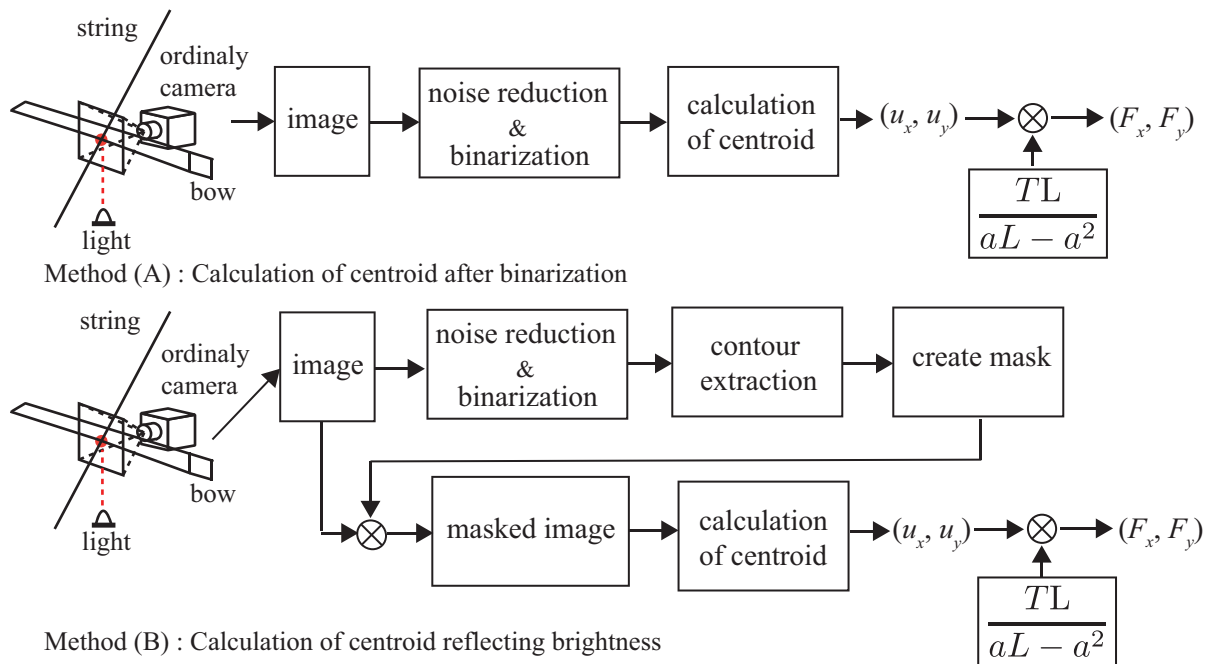 string
ordinaly
camera
bow
light
image
noise reduction
&
binarization
calculation
of centroid
(u_x, u_y)
(F_x, F_y)
TL
aL − a²
Method (A) : Calculation of centroid after binarization
string
ordinaly
camera
bow
light
image
noise reduction
&
binarization
contour
extraction
create mask
masked image
calculation
of centroid
(u_x, u_y)
(F_x, F_y)
TL
aL − a²
Method (B) : Calculation of centroid reflecting brightness